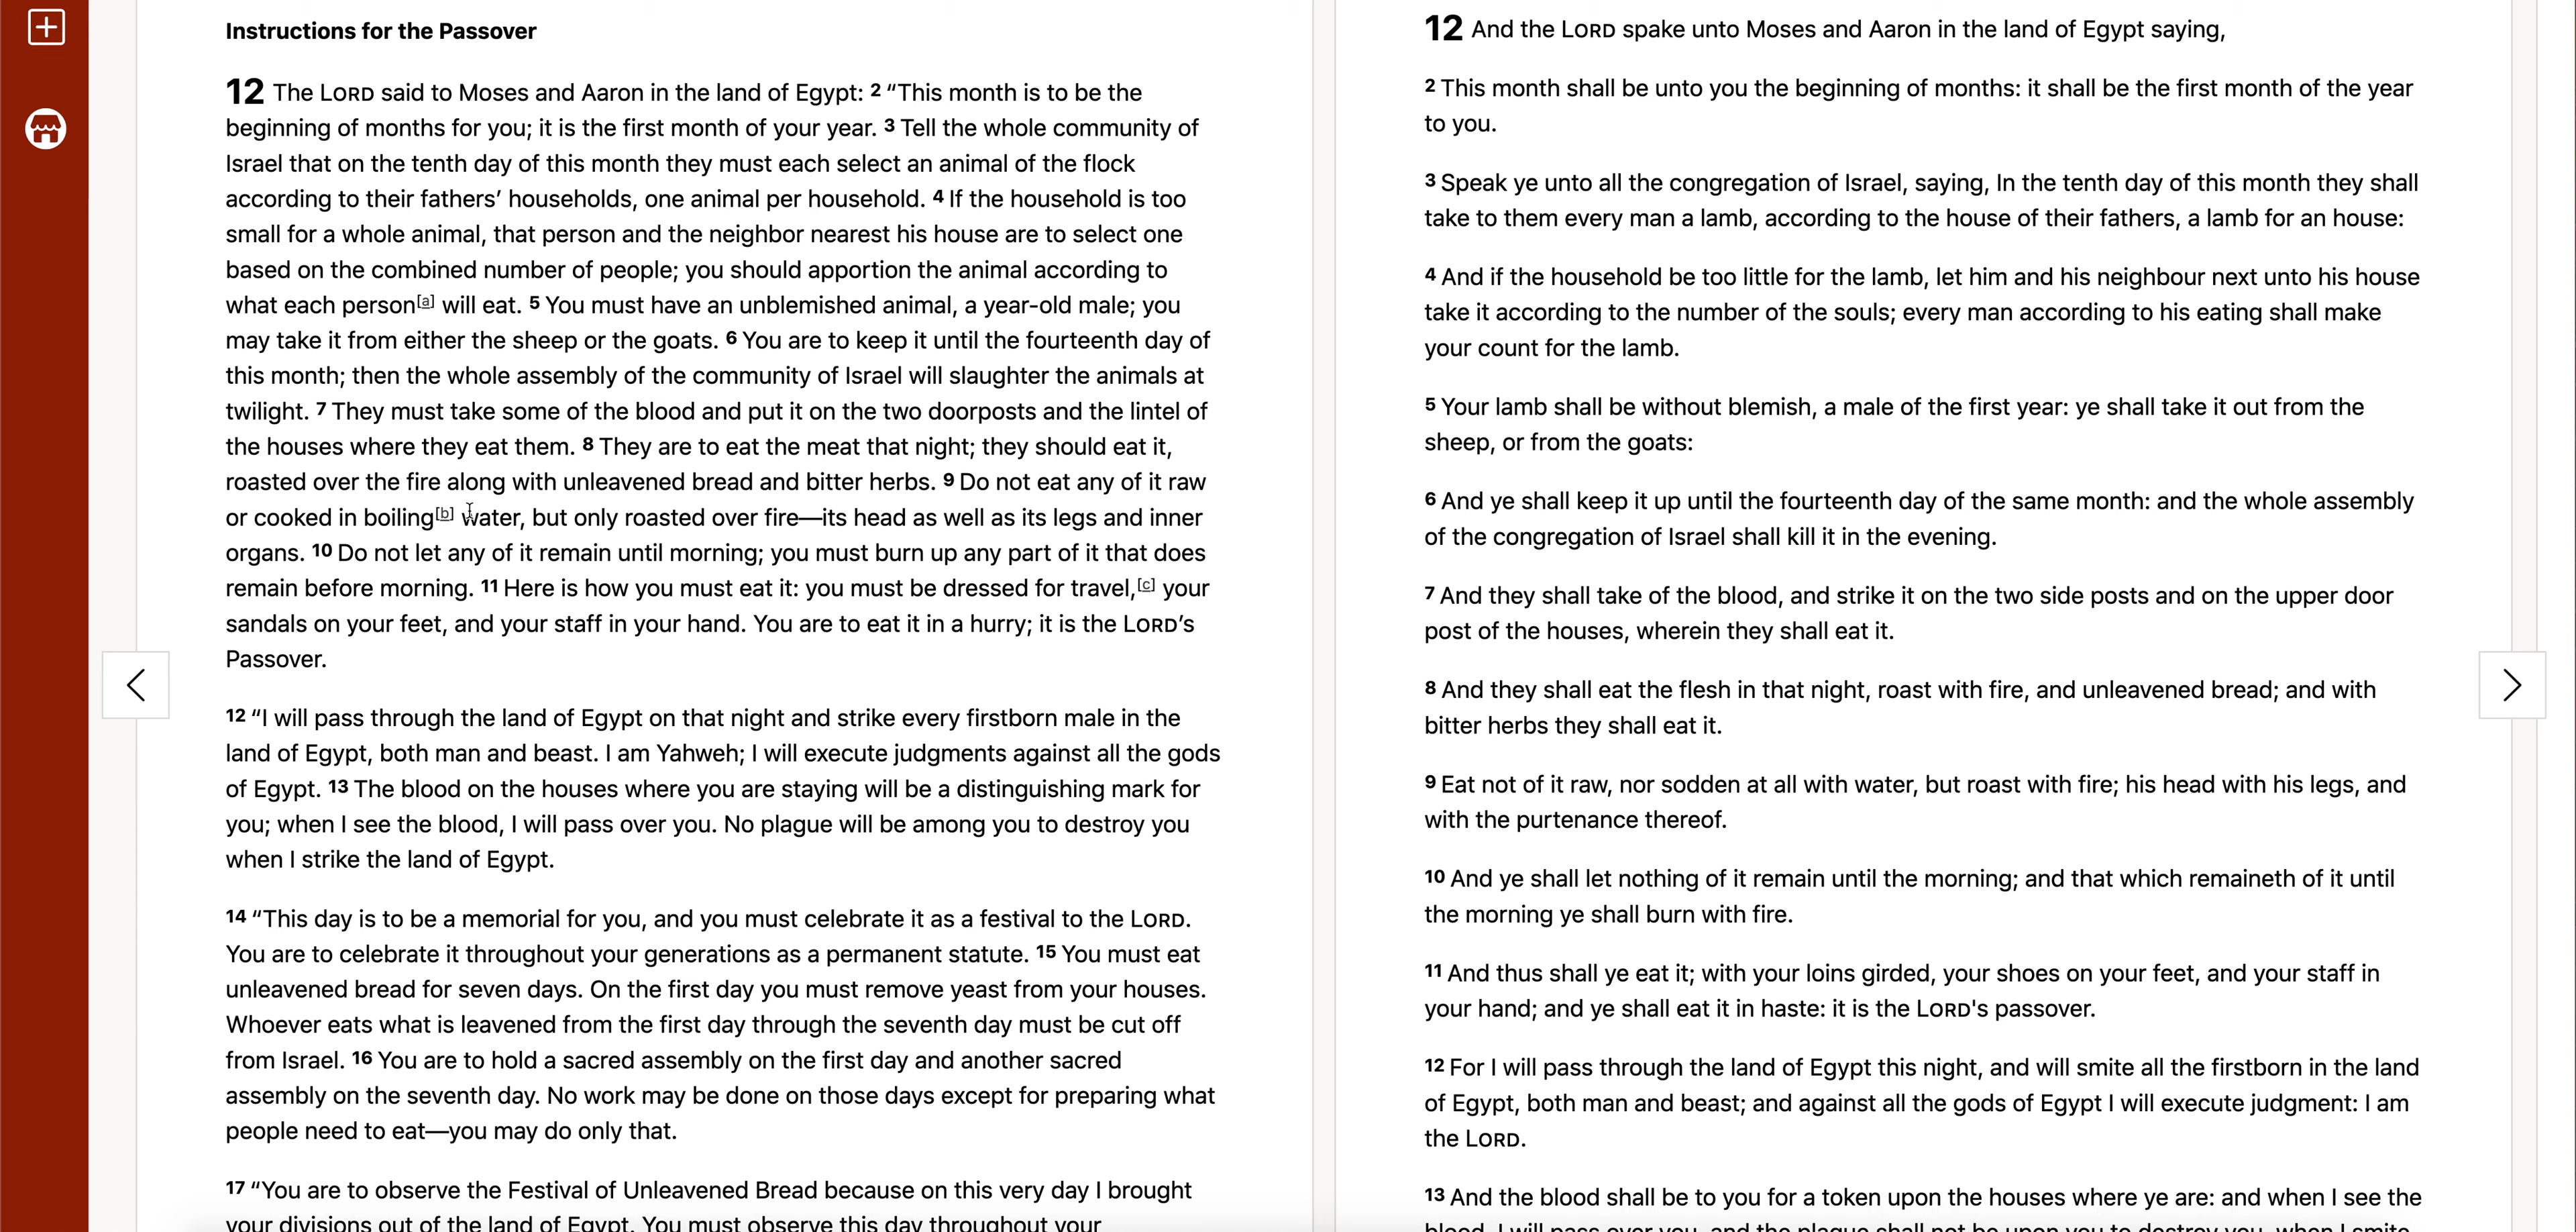 Instructions for the Passover
12 The LORD said to Moses and Aaron in the land of Egypt: 2 “This month is to be the
beginning of months for you; it is the first month of your year. 3 Tell the whole community of
Israel that on the tenth day of this month they must each select an animal of the flock
according to their fathers’ households, one animal per household. 4 If the household is too
small for a whole animal, that person and the neighbor nearest his house are to select one
based on the combined number of people; you should apportion the animal according to
what each person[a] will eat. 5 You must have an unblemished animal, a year-old male; you
may take it from either the sheep or the goats. 6 You are to keep it until the fourteenth day of
this month; then the whole assembly of the community of Israel will slaughter the animals at
twilight. 7 They must take some of the blood and put it on the two doorposts and the lintel of
the houses where they eat them. 8 They are to eat the meat that night; they should eat it,
roasted over the fire along with unleavened bread and bitter herbs. 9 Do not eat any of it raw
or cooked in boiling[b] water, but only roasted over fire—its head as well as its legs and inner
organs. 10 Do not let any of it remain until morning; you must burn up any part of it that does
remain before morning. 11 Here is how you must eat it: you must be dressed for travel,[c] your
sandals on your feet, and your staff in your hand. You are to eat it in a hurry; it is the LORD’s
Passover.
12 “I will pass through the land of Egypt on that night and strike every firstborn male in the
land of Egypt, both man and beast. I am Yahweh; I will execute judgments against all the gods
of Egypt. 13 The blood on the houses where you are staying will be a distinguishing mark for
you; when I see the blood, I will pass over you. No plague will be among you to destroy you
when I strike the land of Egypt.
14 “This day is to be a memorial for you, and you must celebrate it as a festival to the LORD.
You are to celebrate it throughout your generations as a permanent statute. 15 You must eat
unleavened bread for seven days. On the first day you must remove yeast from your houses.
Whoever eats what is leavened from the first day through the seventh day must be cut off
from Israel. 16 You are to hold a sacred assembly on the first day and another sacred
assembly on the seventh day. No work may be done on those days except for preparing what
people need to eat—you may do only that.
17 “You are to observe the Festival of Unleavened Bread because on this very day I brought
your divisions out of the land of Egypt. You must observe this day throughout your
12 And the LORD spake unto Moses and Aaron in the land of Egypt saying,
2 This month shall be unto you the beginning of months: it shall be the first month of the year
to you.
3 Speak ye unto all the congregation of Israel, saying, In the tenth day of this month they shall
take to them every man a lamb, according to the house of their fathers, a lamb for an house:
4 And if the household be too little for the lamb, let him and his neighbour next unto his house
take it according to the number of the souls; every man according to his eating shall make
your count for the lamb.
5 Your lamb shall be without blemish, a male of the first year: ye shall take it out from the
sheep, or from the goats:
6 And ye shall keep it up until the fourteenth day of the same month: and the whole assembly
of the congregation of Israel shall kill it in the evening.
7 And they shall take of the blood, and strike it on the two side posts and on the upper door
post of the houses, wherein they shall eat it.
8 And they shall eat the flesh in that night, roast with fire, and unleavened bread; and with
bitter herbs they shall eat it.
9 Eat not of it raw, nor sodden at all with water, but roast with fire; his head with his legs, and
with the purtenance thereof.
10 And ye shall let nothing of it remain until the morning; and that which remaineth of it until
the morning ye shall burn with fire.
11 And thus shall ye eat it; with your loins girded, your shoes on your feet, and your staff in
your hand; and ye shall eat it in haste: it is the LORD's passover.
12 For I will pass through the land of Egypt this night, and will smite all the firstborn in the land
of Egypt, both man and beast; and against all the gods of Egypt I will execute judgment: I am
the LORD.
13 And the blood shall be to you for a token upon the houses where ye are: and when I see the
blood, I will pass over you, and the plague shall not be upon you to destroy you, when I smite